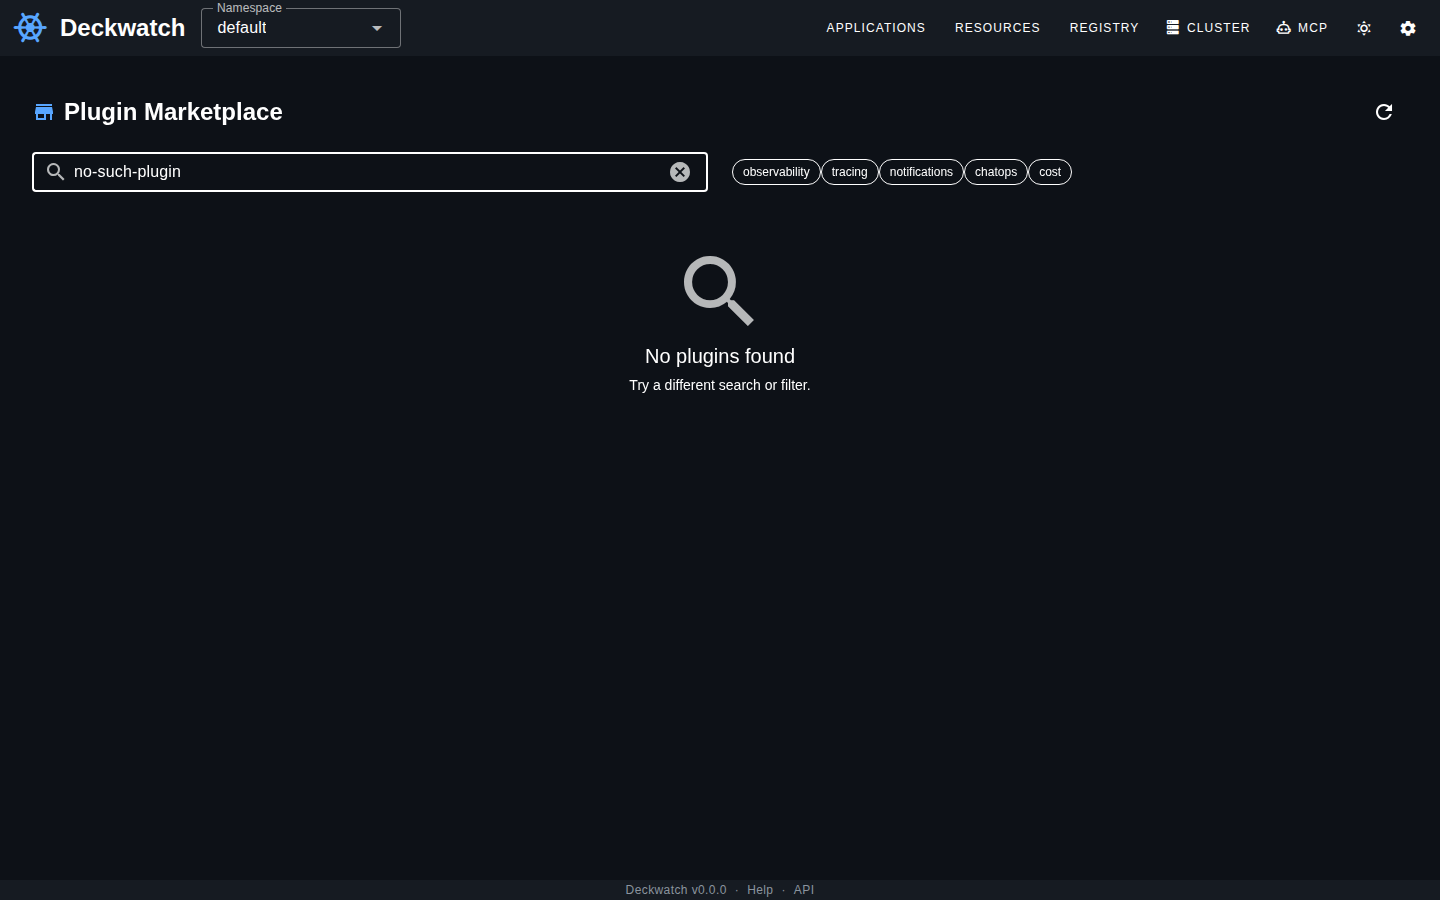 Deckwatch
Namespace
default
APPLICATIONS
RESOURCES
REGISTRY
CLUSTER
MCP
Plugin Marketplace
no-such-plugin
observability
tracing
notifications
chatops
cost
No plugins found
Try a different search or filter.
Deckwatch v0.0.0 · Help · API